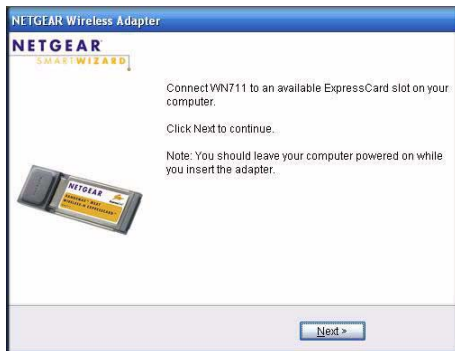 NETGEAR Wireless Adapter
NETGEAR
SMARTWIZARD
Connect WN711 to an available ExpressCard slot on your
computer.
Click Next to continue.
Note: You should leave your computer powered on while
you insert the adapter.
NETGEAR
Next >